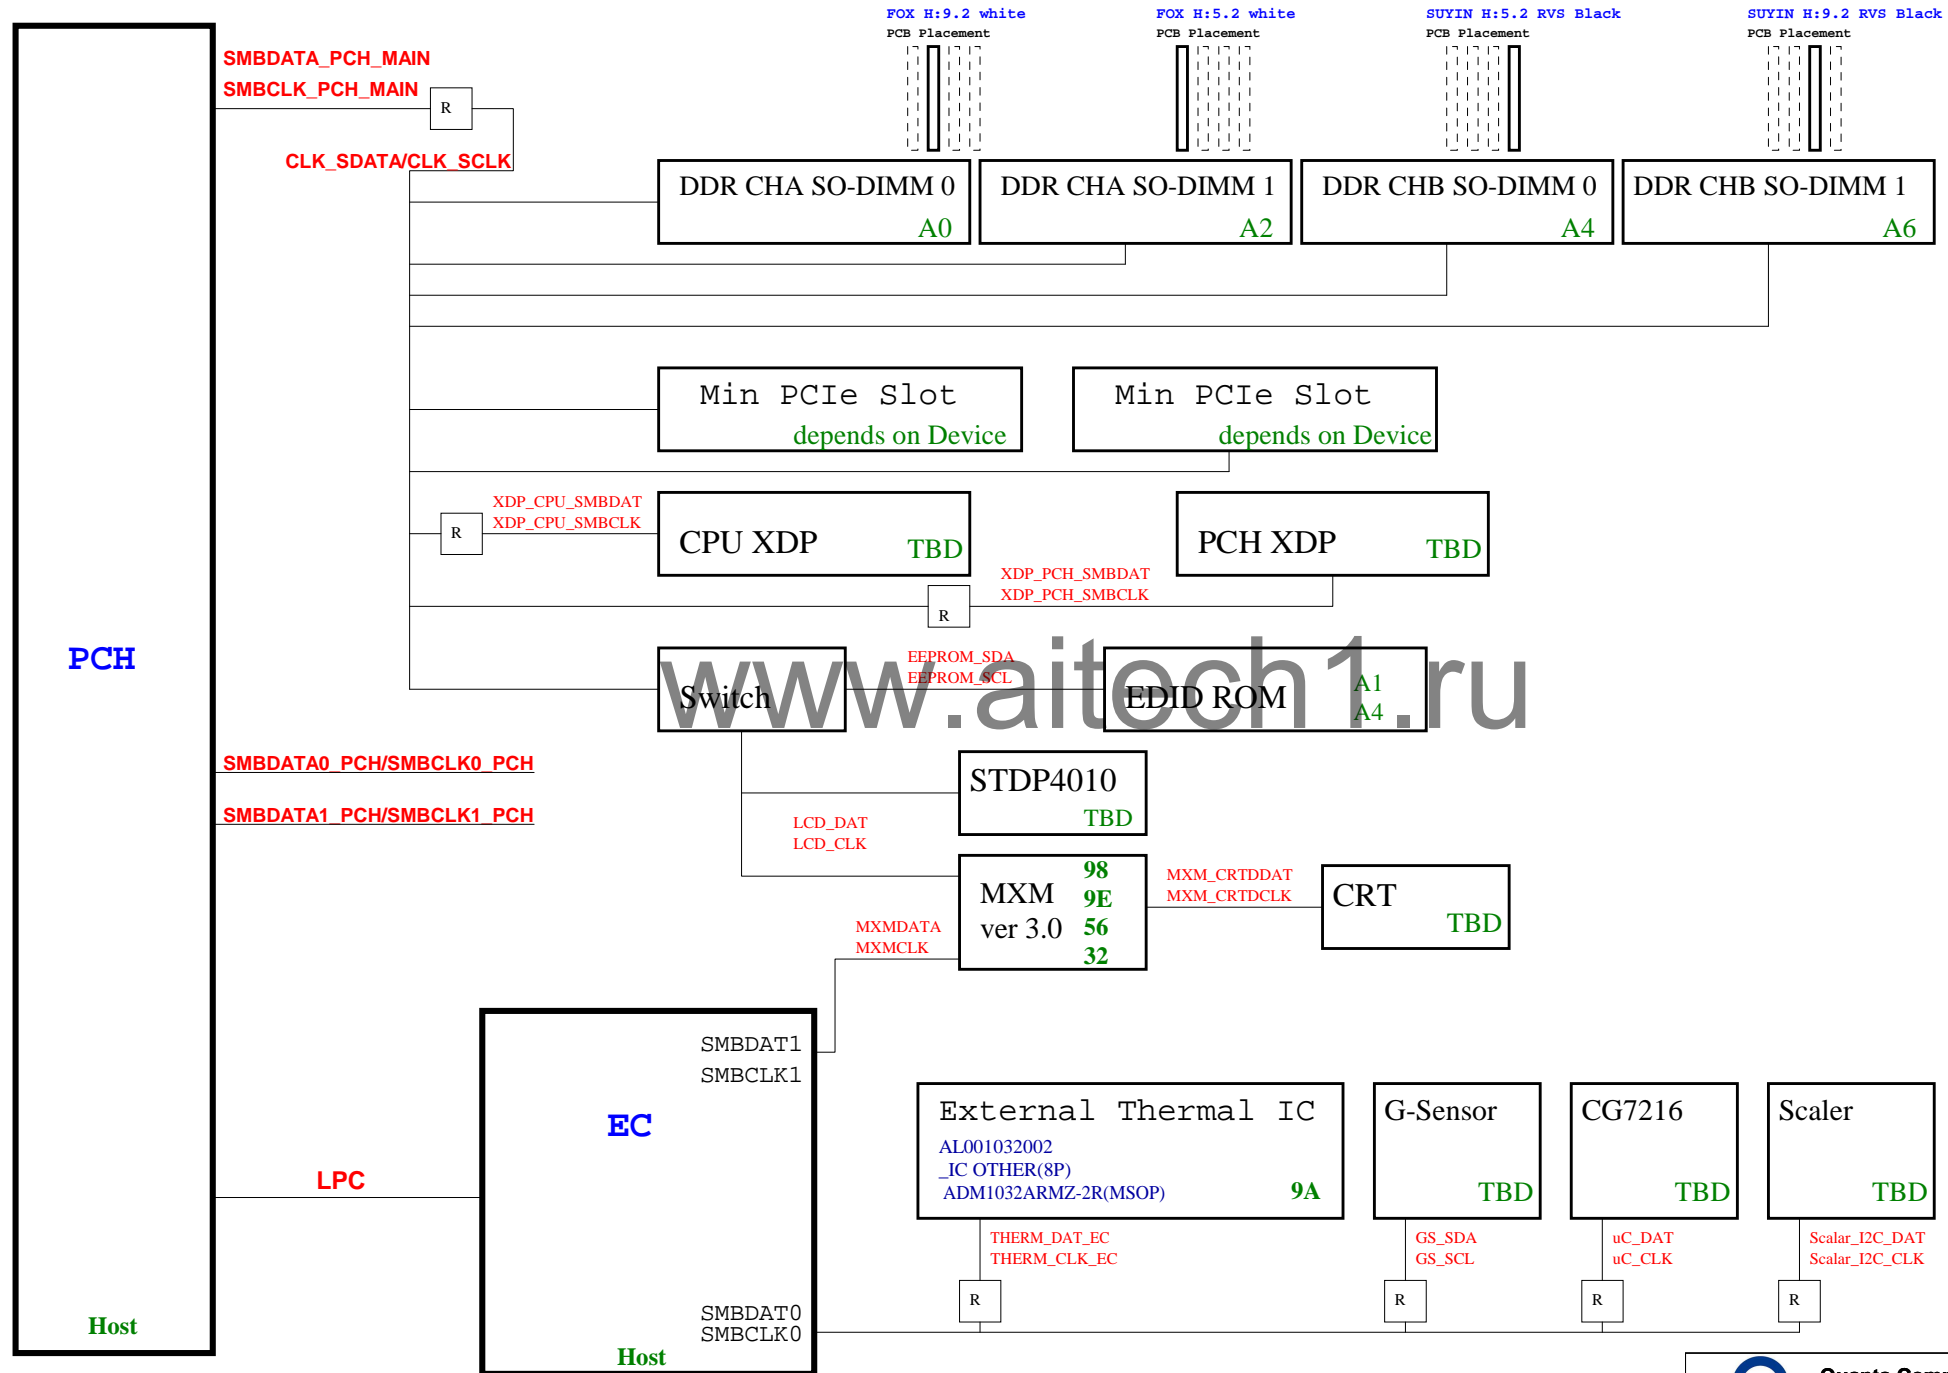 FOX H:9.2 white
PCB Placement
FOX H:5.2 white
PCB Placement
SUYIN H:5.2 RVS Black
PCB Placement
SUYIN H:9.2 RVS Black
PCB Placement
SMBDATA_PCH_MAIN
SMBCLK_PCH_MAIN
R
CLK_SDATA/CLK_SCLK
DDR CHA SO-DIMM 0
A0
DDR CHA SO-DIMM 1
A2
DDR CHB SO-DIMM 0
A4
DDR CHB SO-DIMM 1
A6
Min PCIe Slot
depends on Device
Min PCIe Slot
depends on Device
XDP_CPU_SMBDAT
XDP_CPU_SMBCLK
R
CPU XDP
TBD
PCH XDP
TBD
XDP_PCH_SMBDAT
XDP_PCH_SMBCLK
R
PCH
www.aitech1.ru
Switch
EEPROM_SDA
EEPROM_SCL
EDID ROM
A1
A4
SMBDATA0_PCH/SMBCLK0_PCH
SMBDATA1_PCH/SMBCLK1_PCH
STDP4010
TBD
LCD_DAT
LCD_CLK
MXM
ver 3.0
98
9E
56
32
MXM_CRTDDAT
MXM_CRTDCLK
CRT
TBD
MXMDATA
MXMCLK
SMBDAT1
SMBCLK1
EC
LPC
External Thermal IC
AL001032002
_IC OTHER(8P)
ADM1032ARMZ-2R(MSOP)
9A
G-Sensor
TBD
CG7216
TBD
Scaler
TBD
THERM_DAT_EC
THERM_CLK_EC
GS_SDA
GS_SCL
uC_DAT
uC_CLK
Scalar_I2C_DAT
Scalar_I2C_CLK
R
R
R
R
SMBDAT0
SMBCLK0
Host
Host